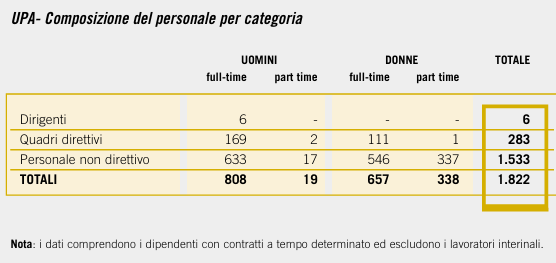 UPA- Composizione del personale per categoria
UOMINI DONNE TOTALE
full-time part time full-time part time
Dirigenti 6 - - - 6
Quadri direttivi 169 2 111 1 283
Personale non direttivo 633 17 546 337 1.533
TOTALI 808 19 657 338 1.822
Nota: i dati comprendono i dipendenti con contratti a tempo determinato ed escludono i lavoratori interinali.